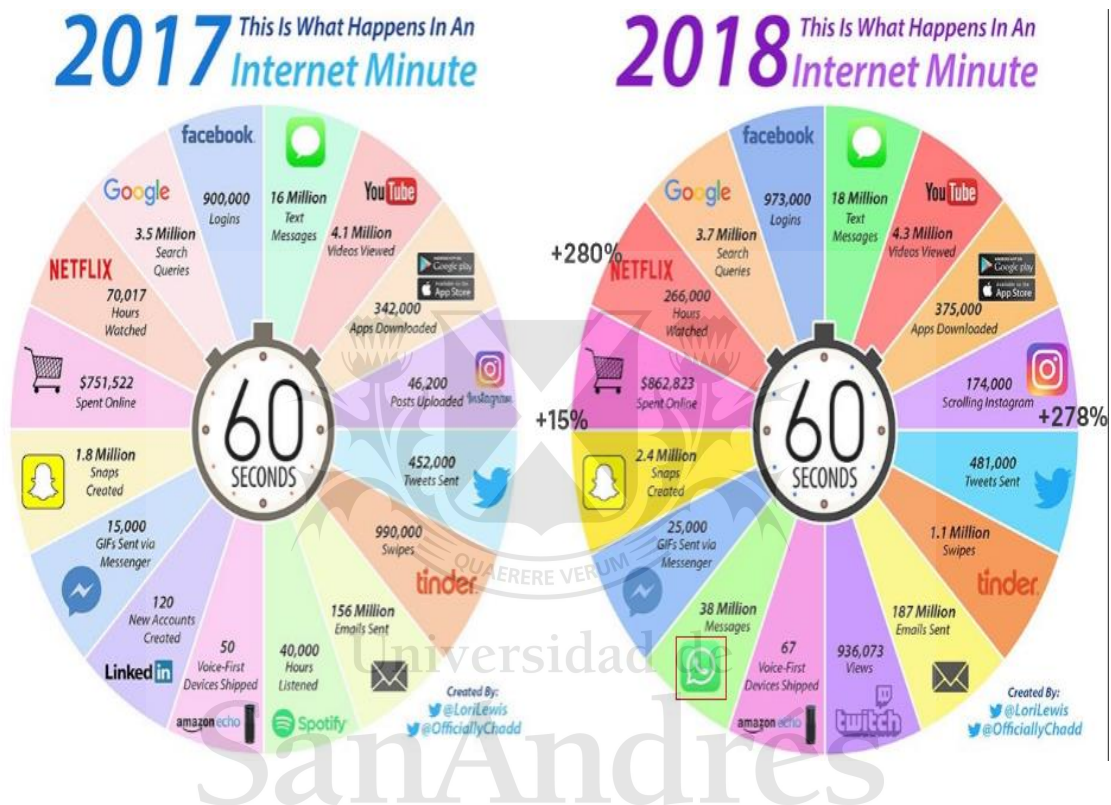 2017 This Is What Happens In An
Internet Minute
facebook
900,000
Logins
16 Million
Text
Messages
YouTube
4.1 Million
Videos Viewed
Google play
App Store
342,000
Apps Downloaded
46,200
Posts Uploaded
Instagram
452,000
Tweets Sent
990,000
Swipes
tinder
156 Million
Emails Sent
40,000
Hours
Listened
Spotify
50
Voice-First
Devices Shipped
amazon echo
120
New Accounts
Created
Linked in
15,000
GIFs Sent via
Messenger
1.8 Million
Snaps
Created
$751,522
Spent Online
NETFLIX
70,017
Hours
Watched
Google
3.5 Million
Search
Queries
60
SECONDS
Created By:
@LoriLewis
@OfficiallyChadd
2018 This Is What Happens In An
Internet Minute
facebook
973,000
Logins
18 Million
Text
Messages
YouTube
4.3 Million
Videos Viewed
Google play
App Store
375,000
Apps Downloaded
174,000
Scrolling Instagram
+278%
481,000
Tweets Sent
1.1 Million
Swipes
tinder
187 Million
Emails Sent
936,073
Views
twitch
67
Voice-First
Devices Shipped
amazon echo
38 Million
Messages
25,000
GIFs Sent via
Messenger
2.4 Million
Snaps
Created
+15%
$862,823
Spent Online
+280%
NETFLIX
266,000
Hours
Watched
Google
3.7 Million
Search
Queries
60
SECONDS
Created By:
@LoriLewis
@OfficiallyChadd
QUAERERE VERUM
Universidad de
SanAndrés